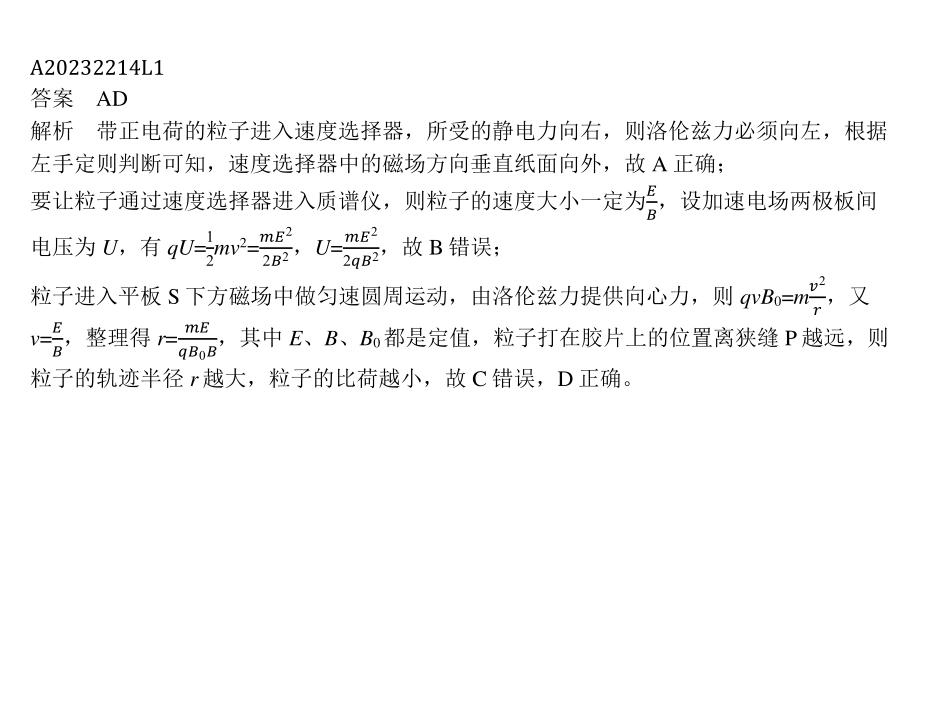 A20232214L1
答案　AD
解析　带正电荷的粒子进入速度选择器，所受的静电力向右，则洛伦兹力必须向左，根据
左手定则判断可知，速度选择器中的磁场方向垂直纸面向外，故 A 正确；
要让粒子通过速度选择器进入质谱仪，则粒子的速度大小一定为E/B，设加速电场两极板间
电压为 U，有 qU=1/2mv²=mE²/2B²，U=mE²/2qB²，故 B 错误；
粒子进入平板 S 下方磁场中做匀速圆周运动，由洛伦兹力提供向心力，则 qvB₀=mv²/r，又
v=E/B，整理得 r=mE/qB₀B，其中 E、B、B₀都是定值，粒子打在胶片上的位置离狭缝 P 越远，则
粒子的轨迹半径 r 越大，粒子的比荷越小，故 C 错误，D 正确。